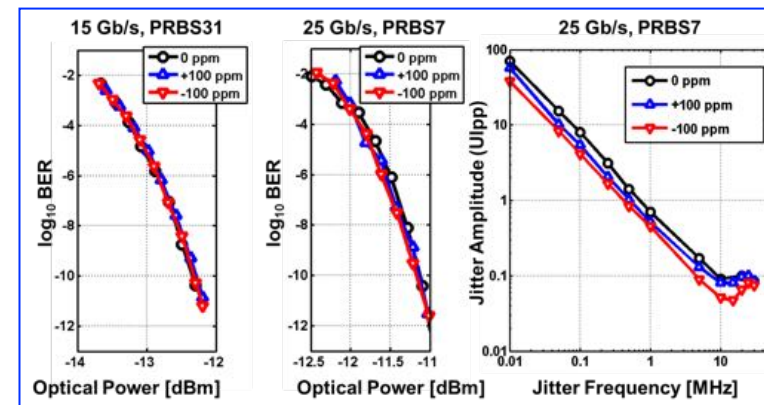 15 Gb/s, PRBS31
0 ppm
+100 ppm
-100 ppm
-2
-4
-6
-8
-10
-12
log10 BER
-14
-13
-12
Optical Power [dBm]
25 Gb/s, PRBS7
0 ppm
+100 ppm
-100 ppm
-2
-4
-6
-8
-10
-12
log10 BER
-12.5
-12
-11.5
-11
Optical Power [dBm]
25 Gb/s, PRBS7
0 ppm
+100 ppm
-100 ppm
100
10
1
0.1
0.01
Jitter Amplitude (UIpp)
0.01
0.1
1
10
Jitter Frequency [MHz]